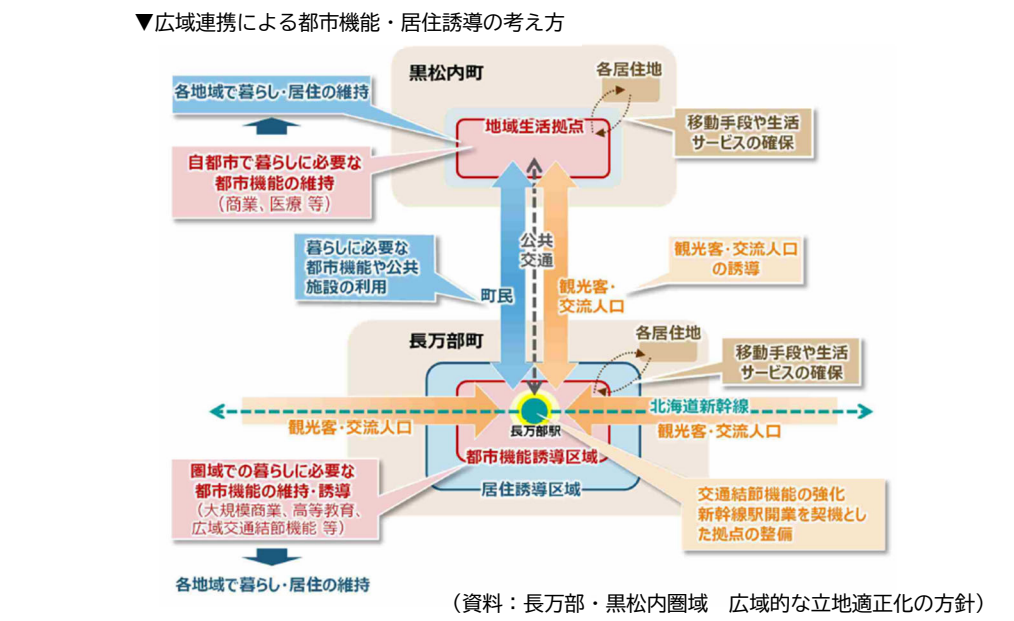 ▼広域連携による都市機能・居住誘導の考え方
黒松内町
各居住地
各地域で暮らし・居住の維持
地域生活拠点
移動手段や生活
サービスの確保
自都市で暮らしに必要な
都市機能の維持
（商業、医療 等）
公共
交通
暮らしに必要な
都市機能や公共
施設の利用
観光客・交流人口
の誘導
町民
観光客・
交流人口
長万部町
各居住地
移動手段や生活
サービスの確保
北海道新幹線
観光客・交流人口
長万部駅
観光客・交流人口
都市機能誘導区域
居住誘導区域
圏域での暮らしに必要な
都市機能の維持・誘導
（大規模商業、高等教育、
広域交通結節機能 等）
交通結節機能の強化
新幹線駅開業を契機とし
た拠点の整備
各地域で暮らし・居住の維持
（資料：長万部・黒松内圏域　広域的な立地適正化の方針）